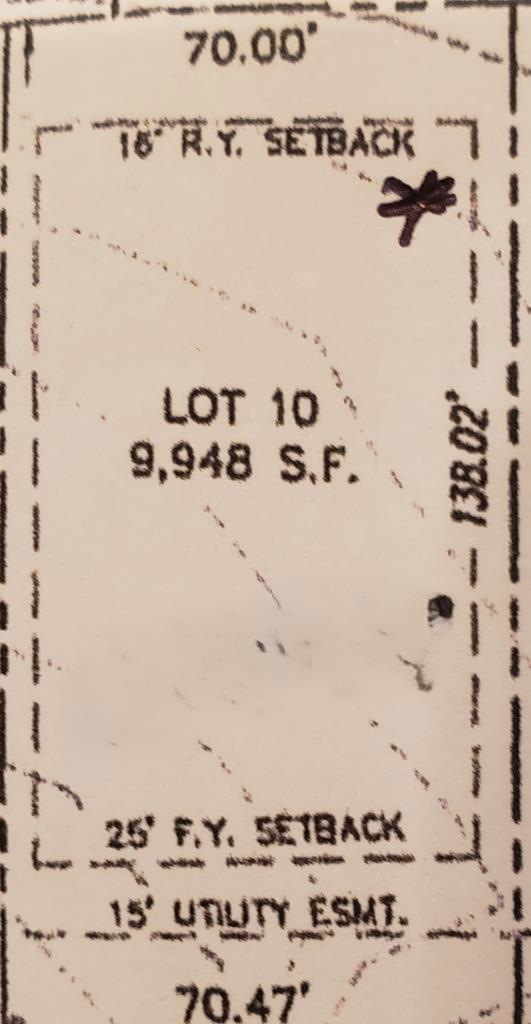 70.00'
15' R.Y. SETBACK
LOT 10
9,948 S.F.
138.02'
25' F.Y. SETBACK
15' UTILITY ESMT.
70.47'